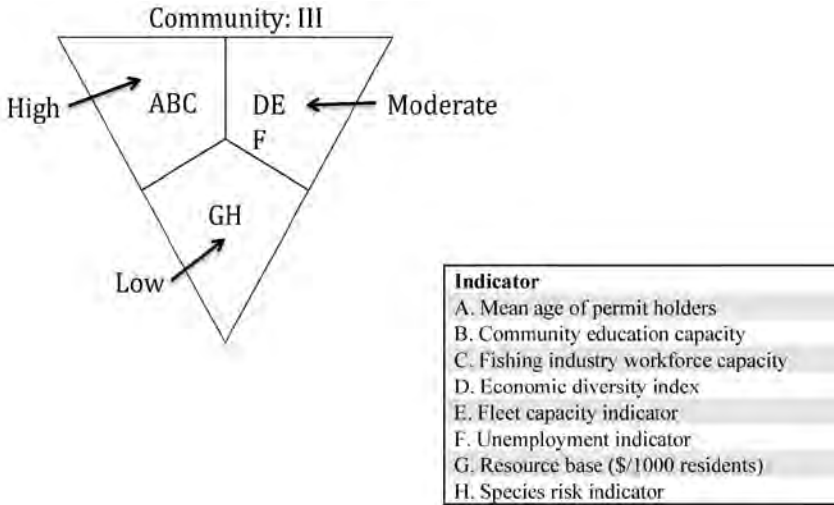 Community: III
High
ABC
DE
F
Moderate
GH
Low
Indicator
A. Mean age of permit holders
B. Community education capacity
C. Fishing industry workforce capacity
D. Economic diversity index
E. Fleet capacity indicator
F. Unemployment indicator
G. Resource base ($/1000 residents)
H. Species risk indicator